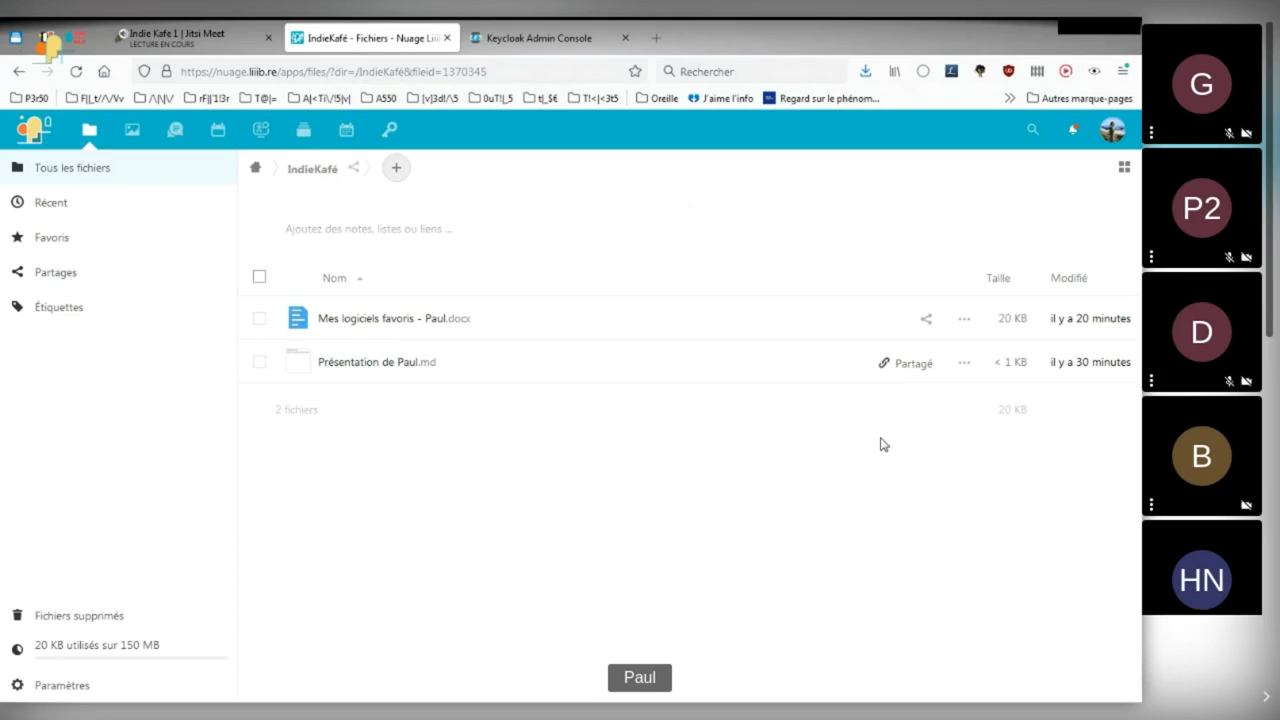 Indie Kafe 1 | Jitsi Meet
LECTURE EN COURS
IndieKafé - Fichiers - Nuage Liiib
Keycloak Admin Console
https://nuage.liiib.re/apps/files/?dir=/IndieKafé&fileid=1370345
Rechercher
P3r50
T@|=
A550
Oreille
J'aime l'info
Regard sur le phénom...
Autres marque-pages
Tous les fichiers
IndieKafé
Récent
Ajoutez des notes, listes ou liens ...
Favoris
Partages
Étiquettes
Nom
Taille
Modifié
Mes logiciels favoris - Paul.docx
20 KB
il y a 20 minutes
Présentation de Paul.md
Partagé
< 1 KB
il y a 30 minutes
2 fichiers
20 KB
Fichiers supprimés
20 KB utilisés sur 150 MB
Paramètres
Paul
G
P2
D
B
HN